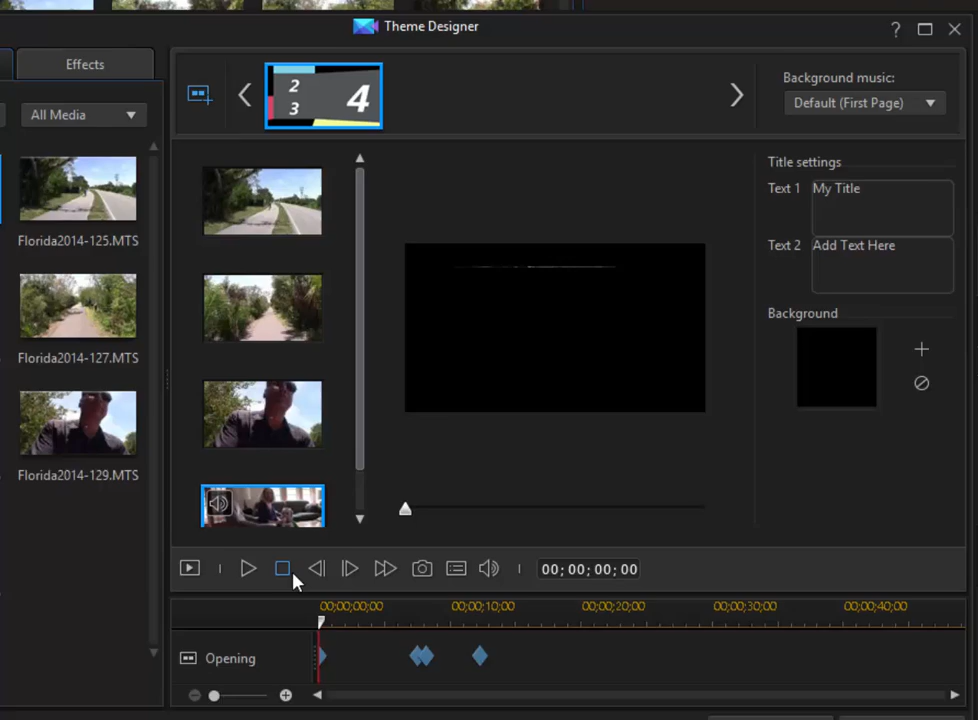 Theme Designer
?
Effects
2
3
4
Background music:
Default (First Page)
All Media
Title settings
Text 1
My Title
Text 2
Add Text Here
Background
Florida2014-125.MTS
Florida2014-127.MTS
Florida2014-129.MTS
00;00;00;00
00;00;00;00
00;00;10;00
00;00;20;00
00;00;30;00
00;00;40;00
Opening